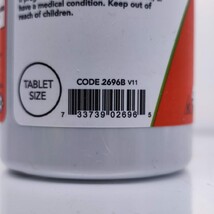 have a medical condition. Keep out of
reach of children.
TABLET
SIZE
CODE 2696B V11
7 33739 02696 5